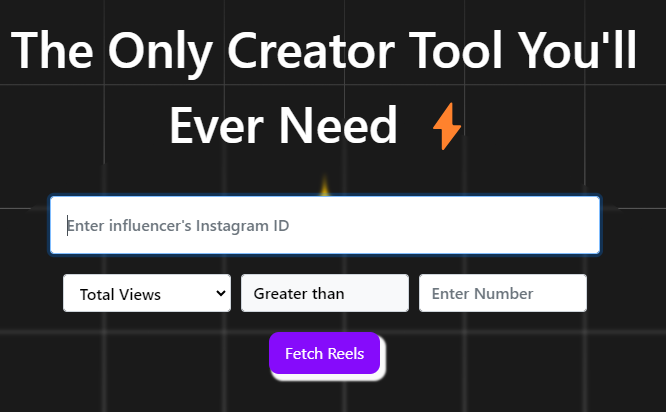 The Only Creator Tool You'll
Ever Need
Enter influencer's Instagram ID
Total Views Greater than Enter Number
Fetch Reels